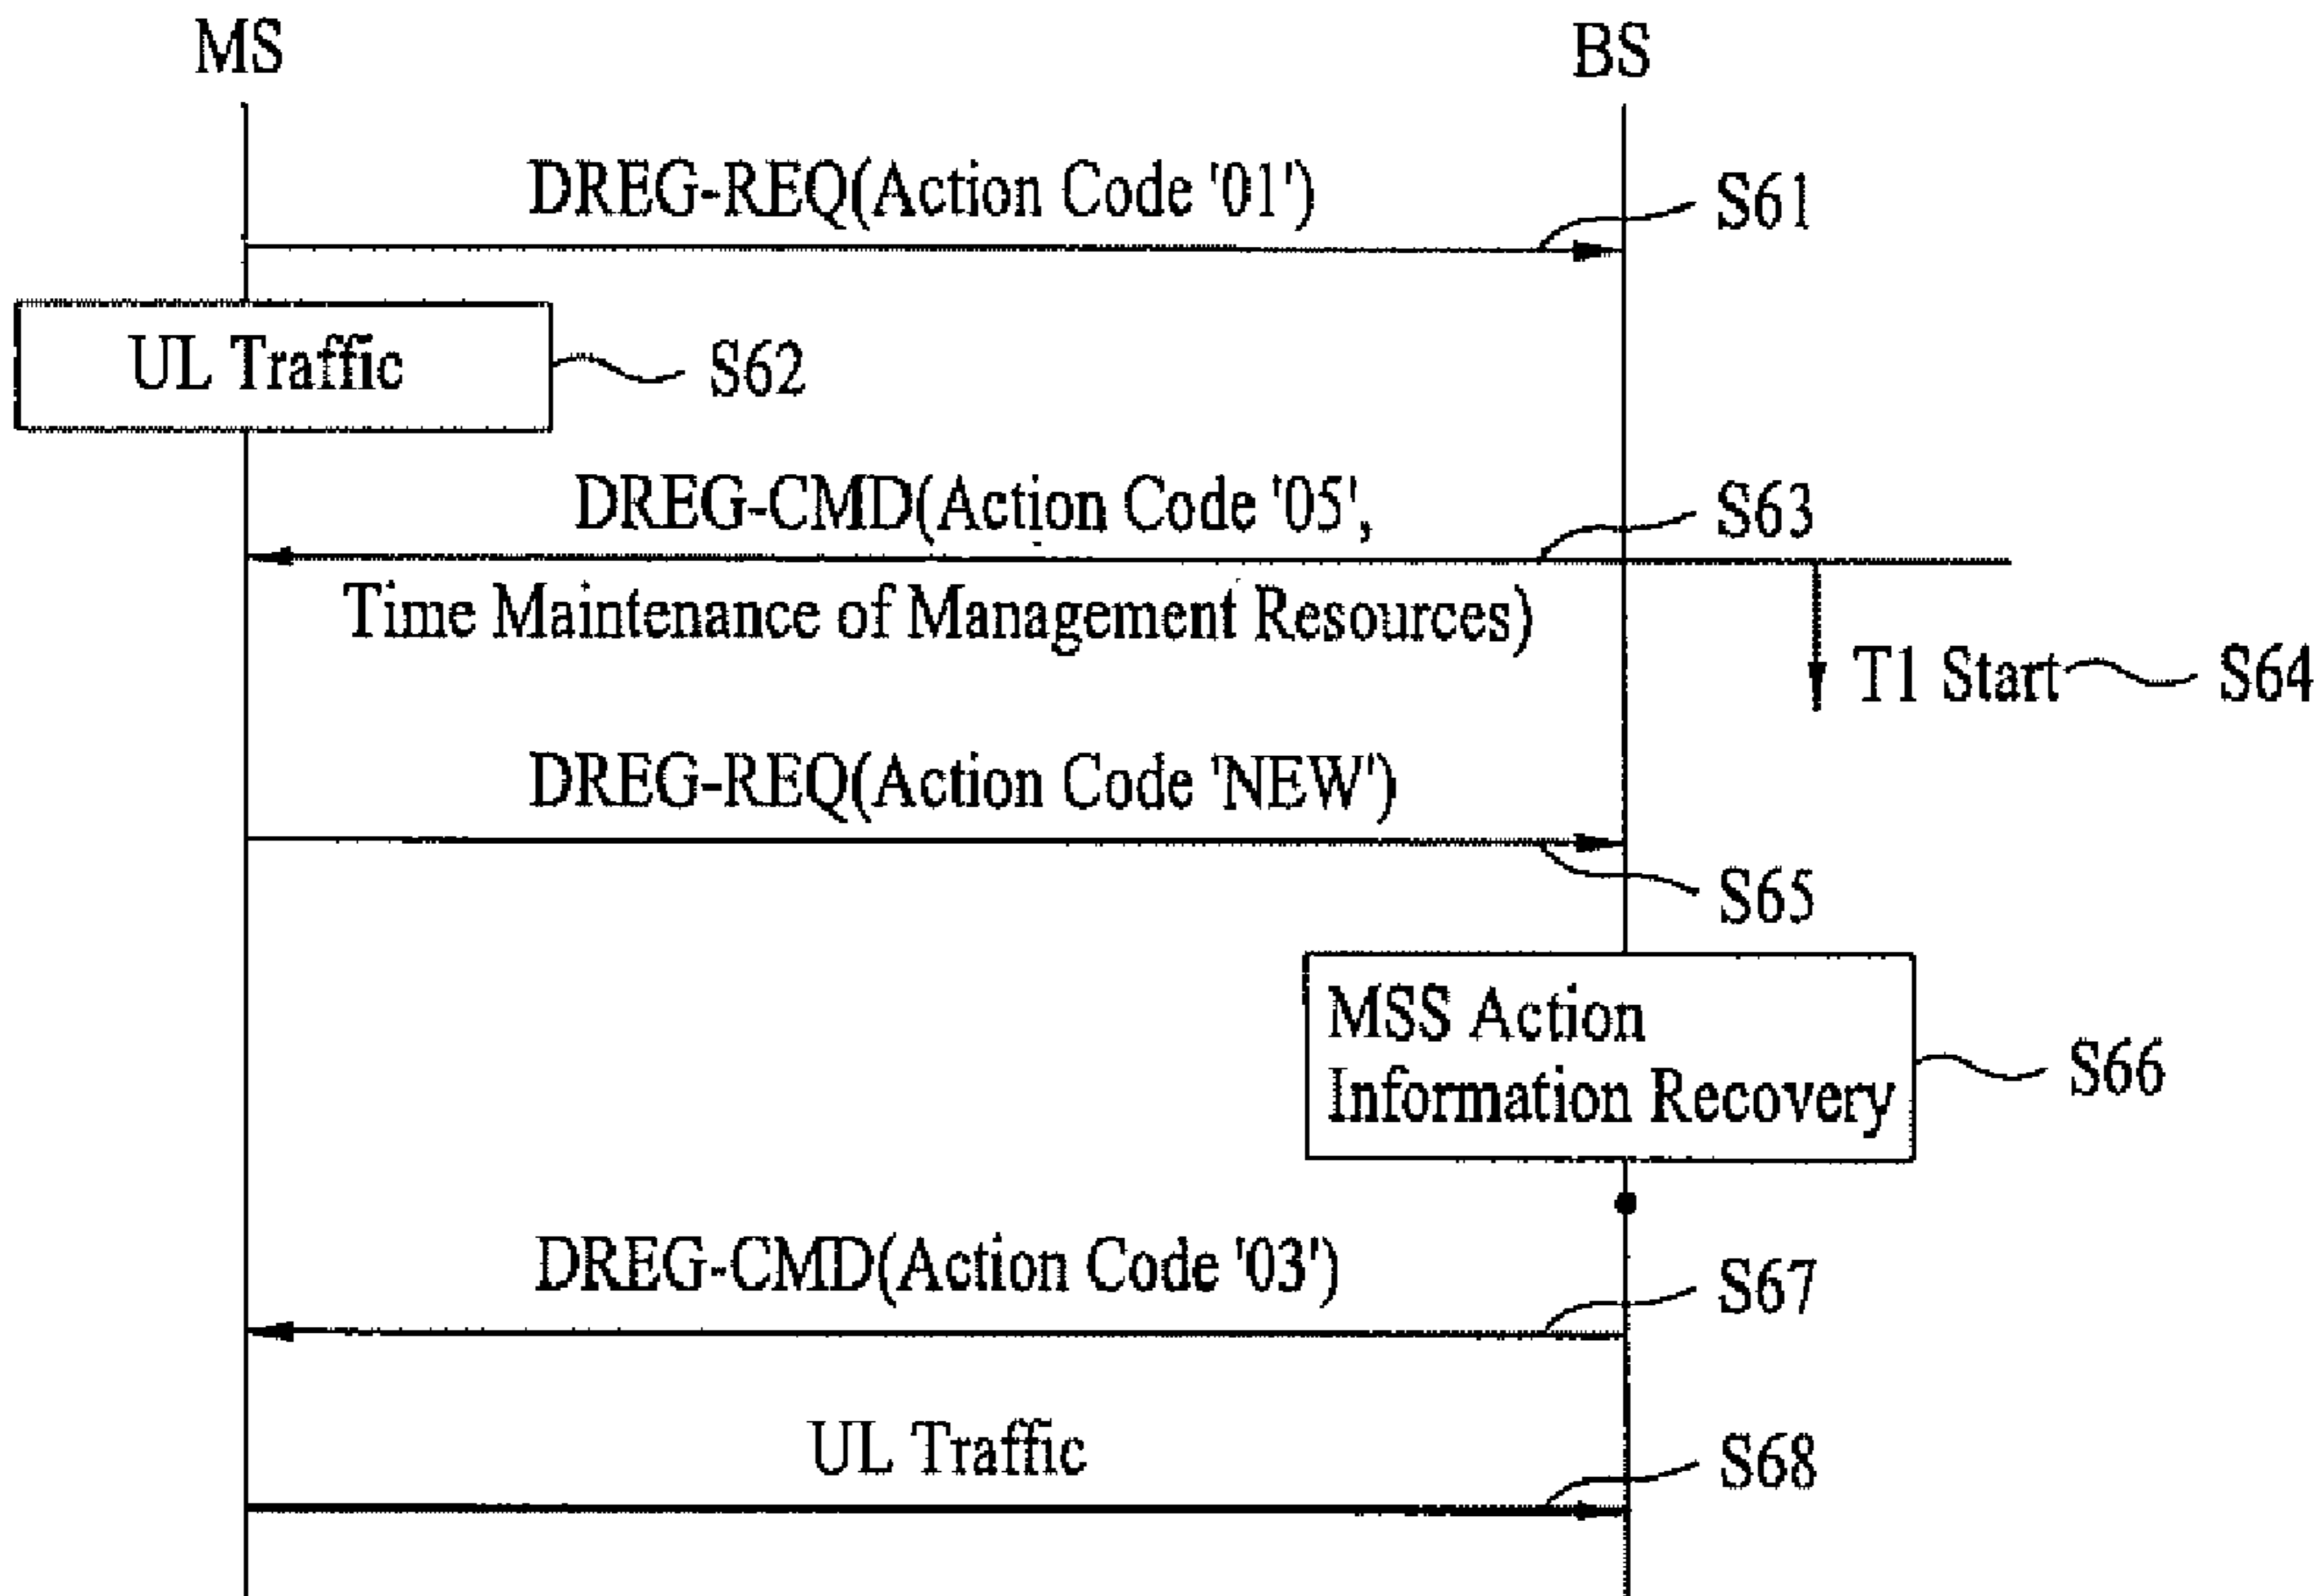 MS
BS
DREG-REQ(Action Code '01')
S61
UL Traffic
S62
DREG-CMD(Action Code '05',
S63
Time Maintenance of Management Resources)
T1 Start
S64
DREG-REQ(Action Code 'NEW')
S65
MSS Action
Information Recovery
S66
DREG-CMD(Action Code '03')
S67
UL Traffic
S68